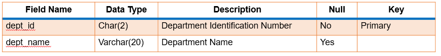 Field Name Data Type Description Null Key
dept_id Char(2) Department Identification Number No Primary
dept_name Varchar(20) Department Name Yes